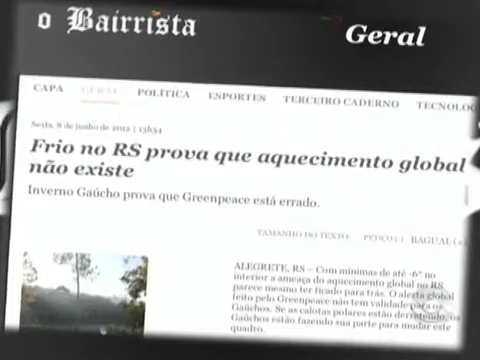 o Bairrista
Geral
CAPA GERAL POLÍTICA ESPORTES TERCEIRO CADERNO TECNOLOG
Sexta, 8 de junho de 2012 | 15h34
Frio no RS prova que aquecimento global
não existe
Inverno Gaúcho prova que Greenpeace está errado.
TAMANHO DO TEXTO: PETIÇO (-) BAGUAL (+)
ALEGRETE, RS – Com mínimas de até -6° no
interior a ameaça do aquecimento global no RS
parece mesmo ter ficado para trás. O alerta global
feito pelo Greenpeace não tem validade para os
Gaúchos. Se as calotas polares estão derretendo, os
Gaúchos estão fazendo sua parte para mudar este
quadro.